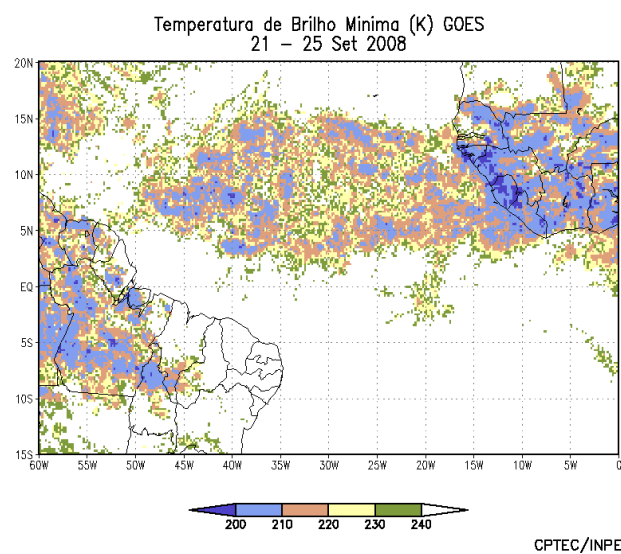 Temperatura de Brilho Minima (K) GOES
21 – 25 Set 2008
20N
15N
10N
5N
EQ
5S
10S
15S
60W 55W 50W 45W 40W 35W 30W 25W 20W 15W 10W 5W 0
200 210 220 230 240
CPTEC/INPE